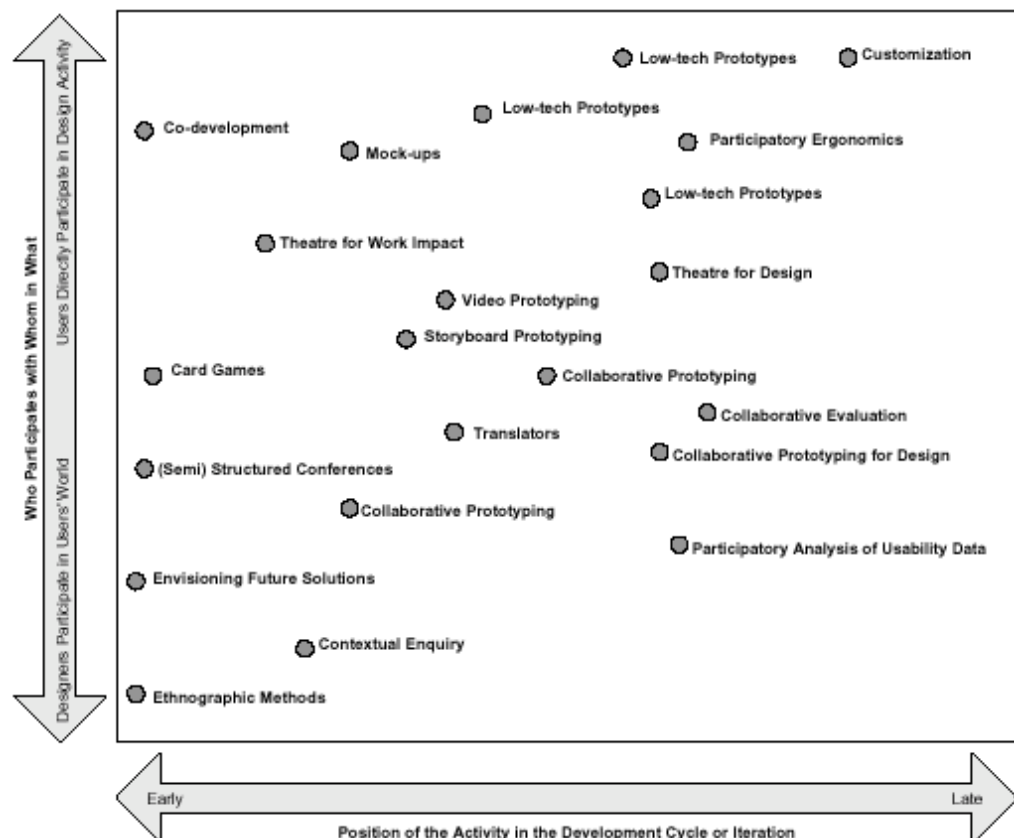 Who Participates with Whom in What
Users Directly Participate in Design Activity
Designers Participate in Users' World
Low-tech Prototypes
Customization
Low-tech Prototypes
Co-development
Participatory Ergonomics
Mock-ups
Low-tech Prototypes
Theatre for Work Impact
Theatre for Design
Video Prototyping
Storyboard Prototyping
Card Games
Collaborative Prototyping
Collaborative Evaluation
Translators
Collaborative Prototyping for Design
(Semi) Structured Conferences
Collaborative Prototyping
Participatory Analysis of Usability Data
Envisioning Future Solutions
Contextual Enquiry
Ethnographic Methods
Early
Late
Position of the Activity in the Development Cycle or Iteration